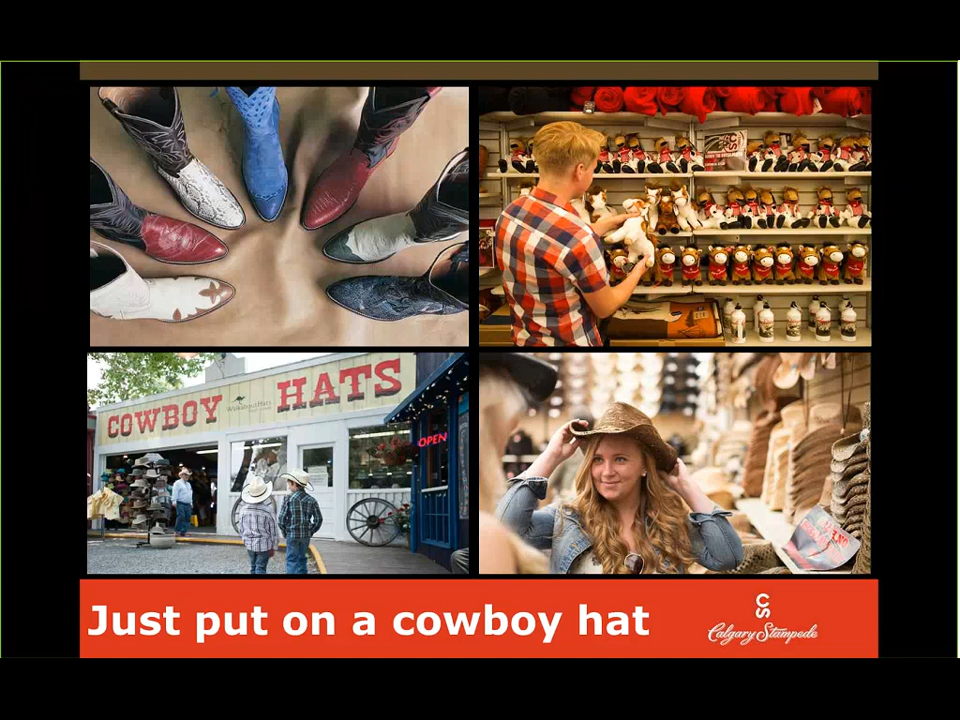 COWBOY HATS
OPEN
Just put on a cowboy hat
CS
Calgary Stampede